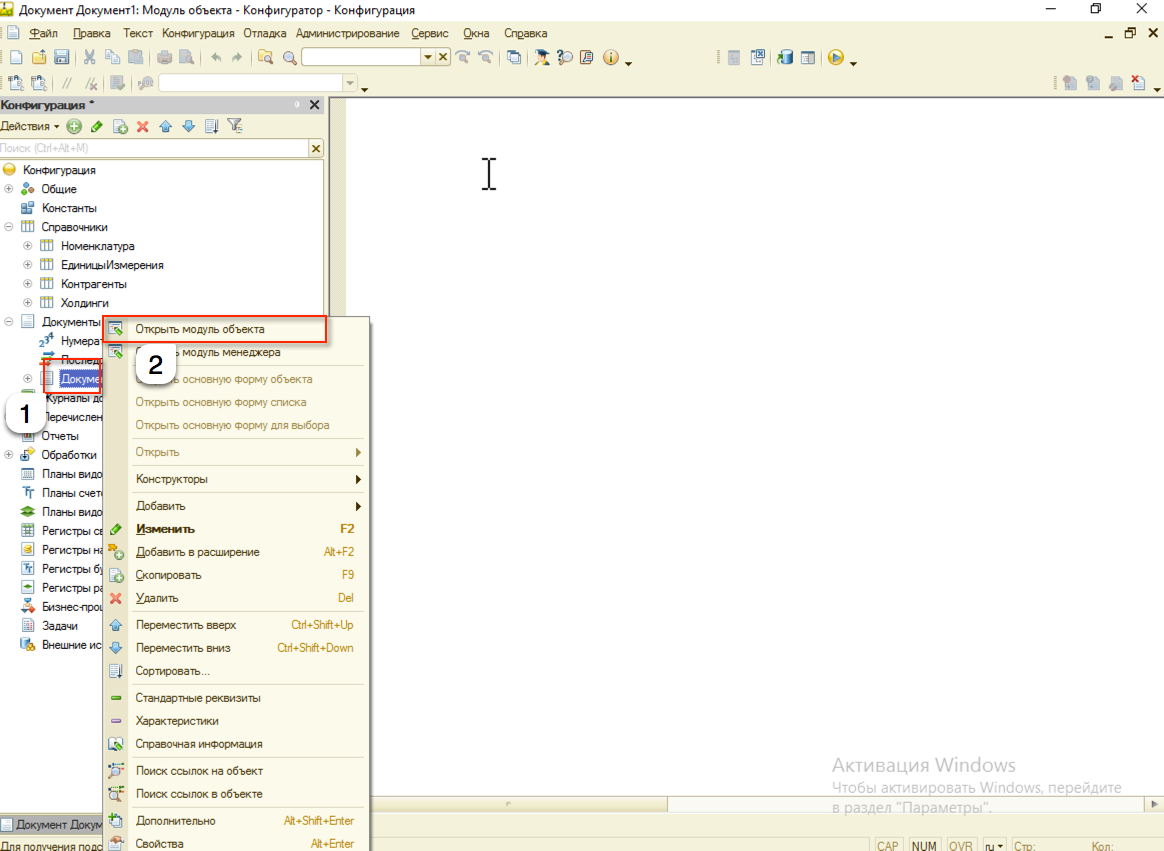 Документ Документ1: Модуль объекта - Конфигуратор - Конфигурация
Файл Правка Текст Конфигурация Отладка Администрирование Сервис Окна Справка
Конфигурация *
Действия
Поиск (Ctrl+Alt+M)
Конфигурация
Общие
Константы
Справочники
Номенклатура
ЕдиницыИзмерения
Контрагенты
Холдинги
Документы
Нумера
Послед
Докуме
Журналы до
Перечислен
Отчеты
Обработки
Планы видо
Планы счет
Планы видо
Регистры св
Регистры на
Регистры бу
Регистры ра
Бизнес-проц
Задачи
Внешние ис
1
2
Открыть модуль объекта
ь модуль менеджера
ь основную форму объекта
Открыть основную форму списка
Открыть основную форму для выбора
Открыть
Конструкторы
Добавить
Изменить F2
Добавить в расширение Alt+F2
Скопировать F9
Удалить Del
Переместить вверх Ctrl+Shift+Up
Переместить вниз Ctrl+Shift+Down
Сортировать...
Стандартные реквизиты
Характеристики
Справочная информация
Поиск ссылок на объект
Поиск ссылок в объекте
Дополнительно Alt+Shift+Enter
Свойства Alt+Enter
Активация Windows
Чтобы активировать Windows, перейдите
в раздел "Параметры".
Документ Докум
Для получения подс
CAP NUM OVR ru Стр: Кол: